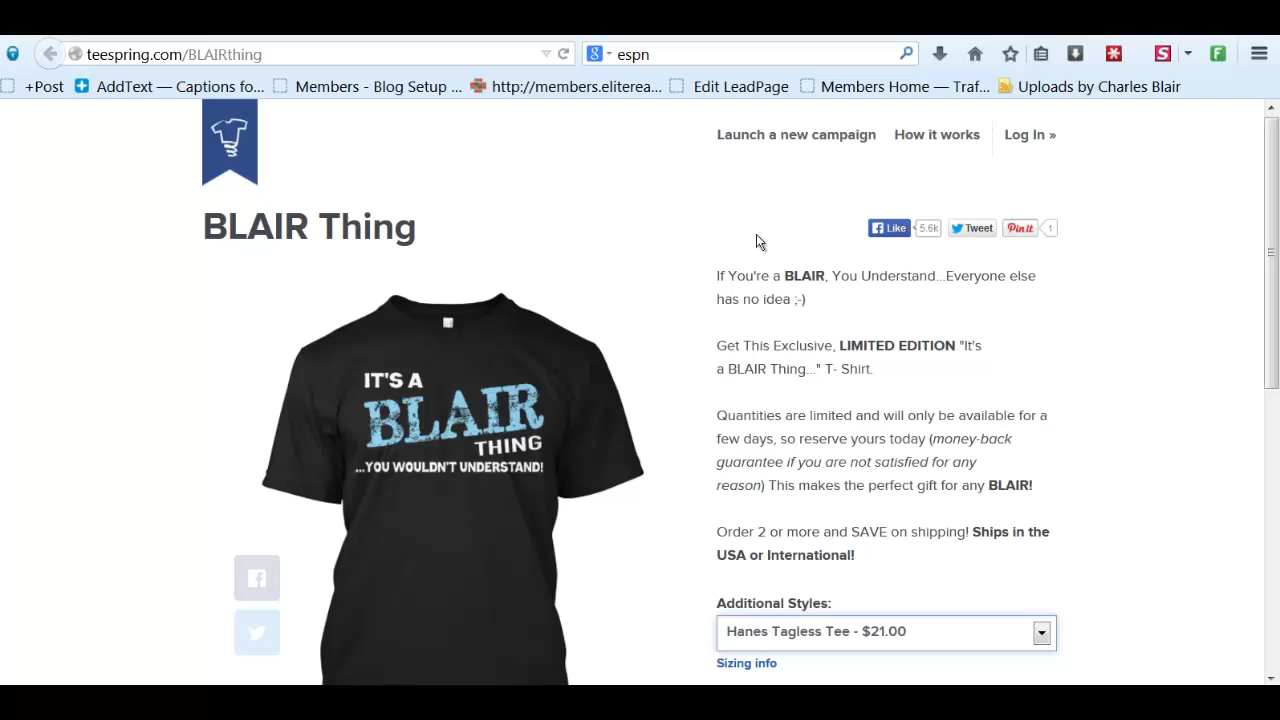 teespring.com/BLAIRthing
espn
+Post
AddText — Captions fo...
Members - Blog Setup ...
http://members.eliterea...
Edit LeadPage
Members Home — Traf...
Uploads by Charles Blair
Launch a new campaign
How it works
Log In »
BLAIR Thing
Like
5.6k
Tweet
Pin it
1
If You're a BLAIR, You Understand...Everyone else
has no idea ;-)
Get This Exclusive, LIMITED EDITION "It's
a BLAIR Thing..." T- Shirt.
Quantities are limited and will only be available for a
few days, so reserve yours today (money-back
guarantee if you are not satisfied for any
reason) This makes the perfect gift for any BLAIR!
Order 2 or more and SAVE on shipping! Ships in the
USA or International!
Additional Styles:
Hanes Tagless Tee - $21.00
Sizing info
IT'S A
BLAIR
THING
...YOU WOULDN'T UNDERSTAND!